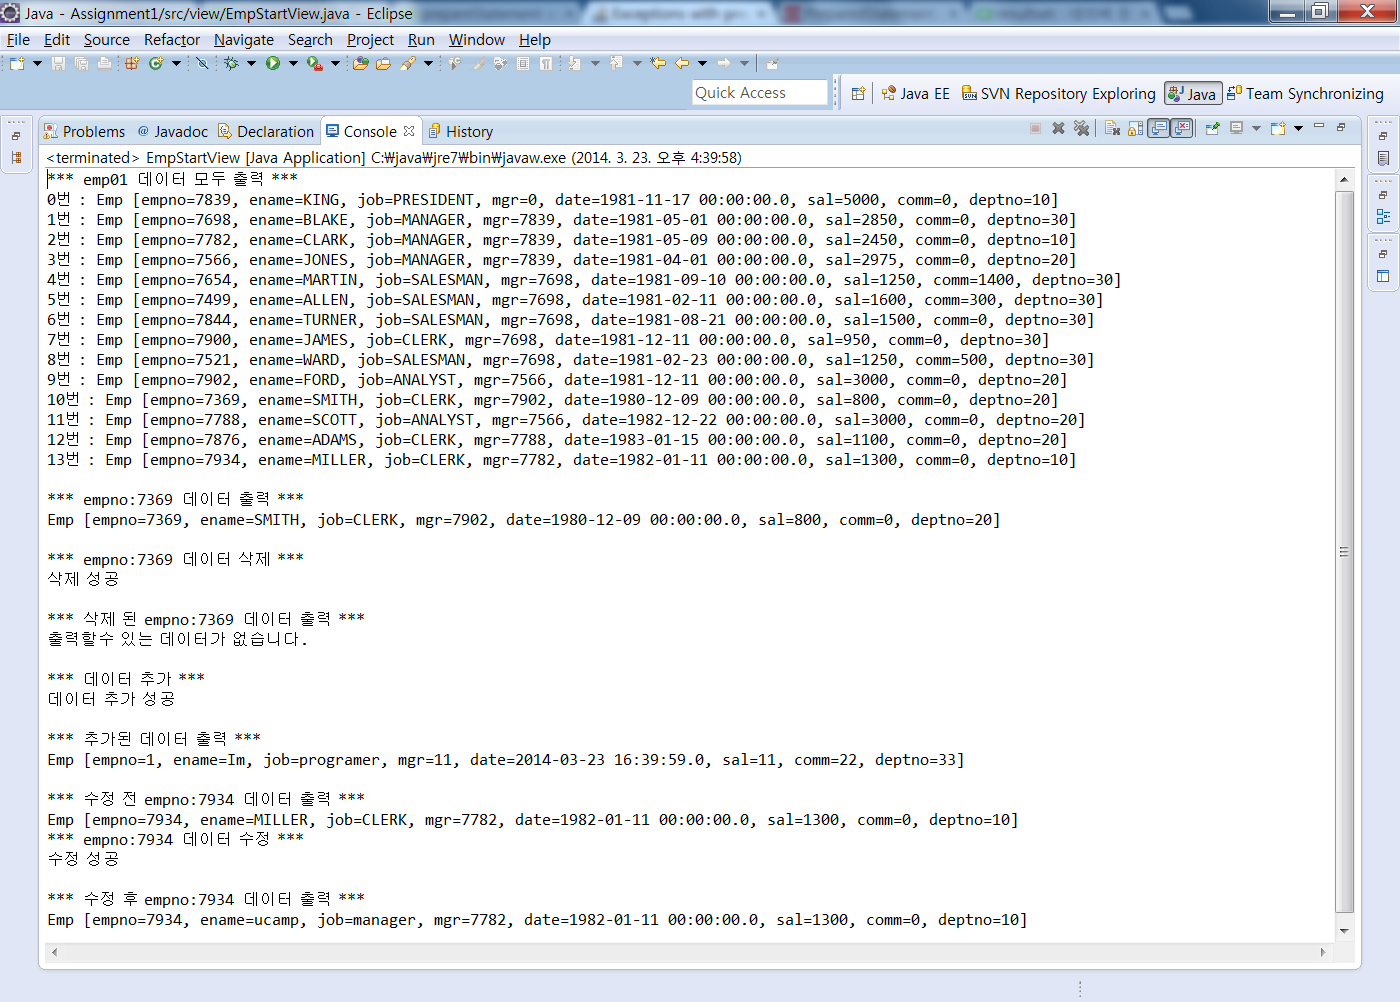 Java - Assignment1/src/view/EmpStartView.java - Eclipse
File Edit Source Refactor Navigate Search Project Run Window Help
Quick Access
Java EE SVN Repository Exploring Java Team Synchronizing
Problems @ Javadoc Declaration Console History
<terminated> EmpStartView [Java Application] C:₩java₩jre7₩bin₩javaw.exe (2014. 3. 23. 오후 4:39:58)
*** emp01 데이터 모두 출력 ***
0번 : Emp [empno=7839, ename=KING, job=PRESIDENT, mgr=0, date=1981-11-17 00:00:00.0, sal=5000, comm=0, deptno=10]
1번 : Emp [empno=7698, ename=BLAKE, job=MANAGER, mgr=7839, date=1981-05-01 00:00:00.0, sal=2850, comm=0, deptno=30]
2번 : Emp [empno=7782, ename=CLARK, job=MANAGER, mgr=7839, date=1981-05-09 00:00:00.0, sal=2450, comm=0, deptno=10]
3번 : Emp [empno=7566, ename=JONES, job=MANAGER, mgr=7839, date=1981-04-01 00:00:00.0, sal=2975, comm=0, deptno=20]
4번 : Emp [empno=7654, ename=MARTIN, job=SALESMAN, mgr=7698, date=1981-09-10 00:00:00.0, sal=1250, comm=1400, deptno=30]
5번 : Emp [empno=7499, ename=ALLEN, job=SALESMAN, mgr=7698, date=1981-02-11 00:00:00.0, sal=1600, comm=300, deptno=30]
6번 : Emp [empno=7844, ename=TURNER, job=SALESMAN, mgr=7698, date=1981-08-21 00:00:00.0, sal=1500, comm=0, deptno=30]
7번 : Emp [empno=7900, ename=JAMES, job=CLERK, mgr=7698, date=1981-12-11 00:00:00.0, sal=950, comm=0, deptno=30]
8번 : Emp [empno=7521, ename=WARD, job=SALESMAN, mgr=7698, date=1981-02-23 00:00:00.0, sal=1250, comm=500, deptno=30]
9번 : Emp [empno=7902, ename=FORD, job=ANALYST, mgr=7566, date=1981-12-11 00:00:00.0, sal=3000, comm=0, deptno=20]
10번 : Emp [empno=7369, ename=SMITH, job=CLERK, mgr=7902, date=1980-12-09 00:00:00.0, sal=800, comm=0, deptno=20]
11번 : Emp [empno=7788, ename=SCOTT, job=ANALYST, mgr=7566, date=1982-12-22 00:00:00.0, sal=3000, comm=0, deptno=20]
12번 : Emp [empno=7876, ename=ADAMS, job=CLERK, mgr=7788, date=1983-01-15 00:00:00.0, sal=1100, comm=0, deptno=20]
13번 : Emp [empno=7934, ename=MILLER, job=CLERK, mgr=7782, date=1982-01-11 00:00:00.0, sal=1300, comm=0, deptno=10]
*** empno:7369 데이터 출력 ***
Emp [empno=7369, ename=SMITH, job=CLERK, mgr=7902, date=1980-12-09 00:00:00.0, sal=800, comm=0, deptno=20]
*** empno:7369 데이터 삭제 ***
삭제 성공
*** 삭제 된 empno:7369 데이터 출력 ***
출력할수 있는 데이터가 없습니다.
*** 데이터 추가 ***
데이터 추가 성공
*** 추가된 데이터 출력 ***
Emp [empno=1, ename=Im, job=programer, mgr=11, date=2014-03-23 16:39:59.0, sal=11, comm=22, deptno=33]
*** 수정 전 empno:7934 데이터 출력 ***
Emp [empno=7934, ename=MILLER, job=CLERK, mgr=7782, date=1982-01-11 00:00:00.0, sal=1300, comm=0, deptno=10]
*** empno:7934 데이터 수정 ***
수정 성공
*** 수정 후 empno:7934 데이터 출력 ***
Emp [empno=7934, ename=ucamp, job=manager, mgr=7782, date=1982-01-11 00:00:00.0, sal=1300, comm=0, deptno=10]